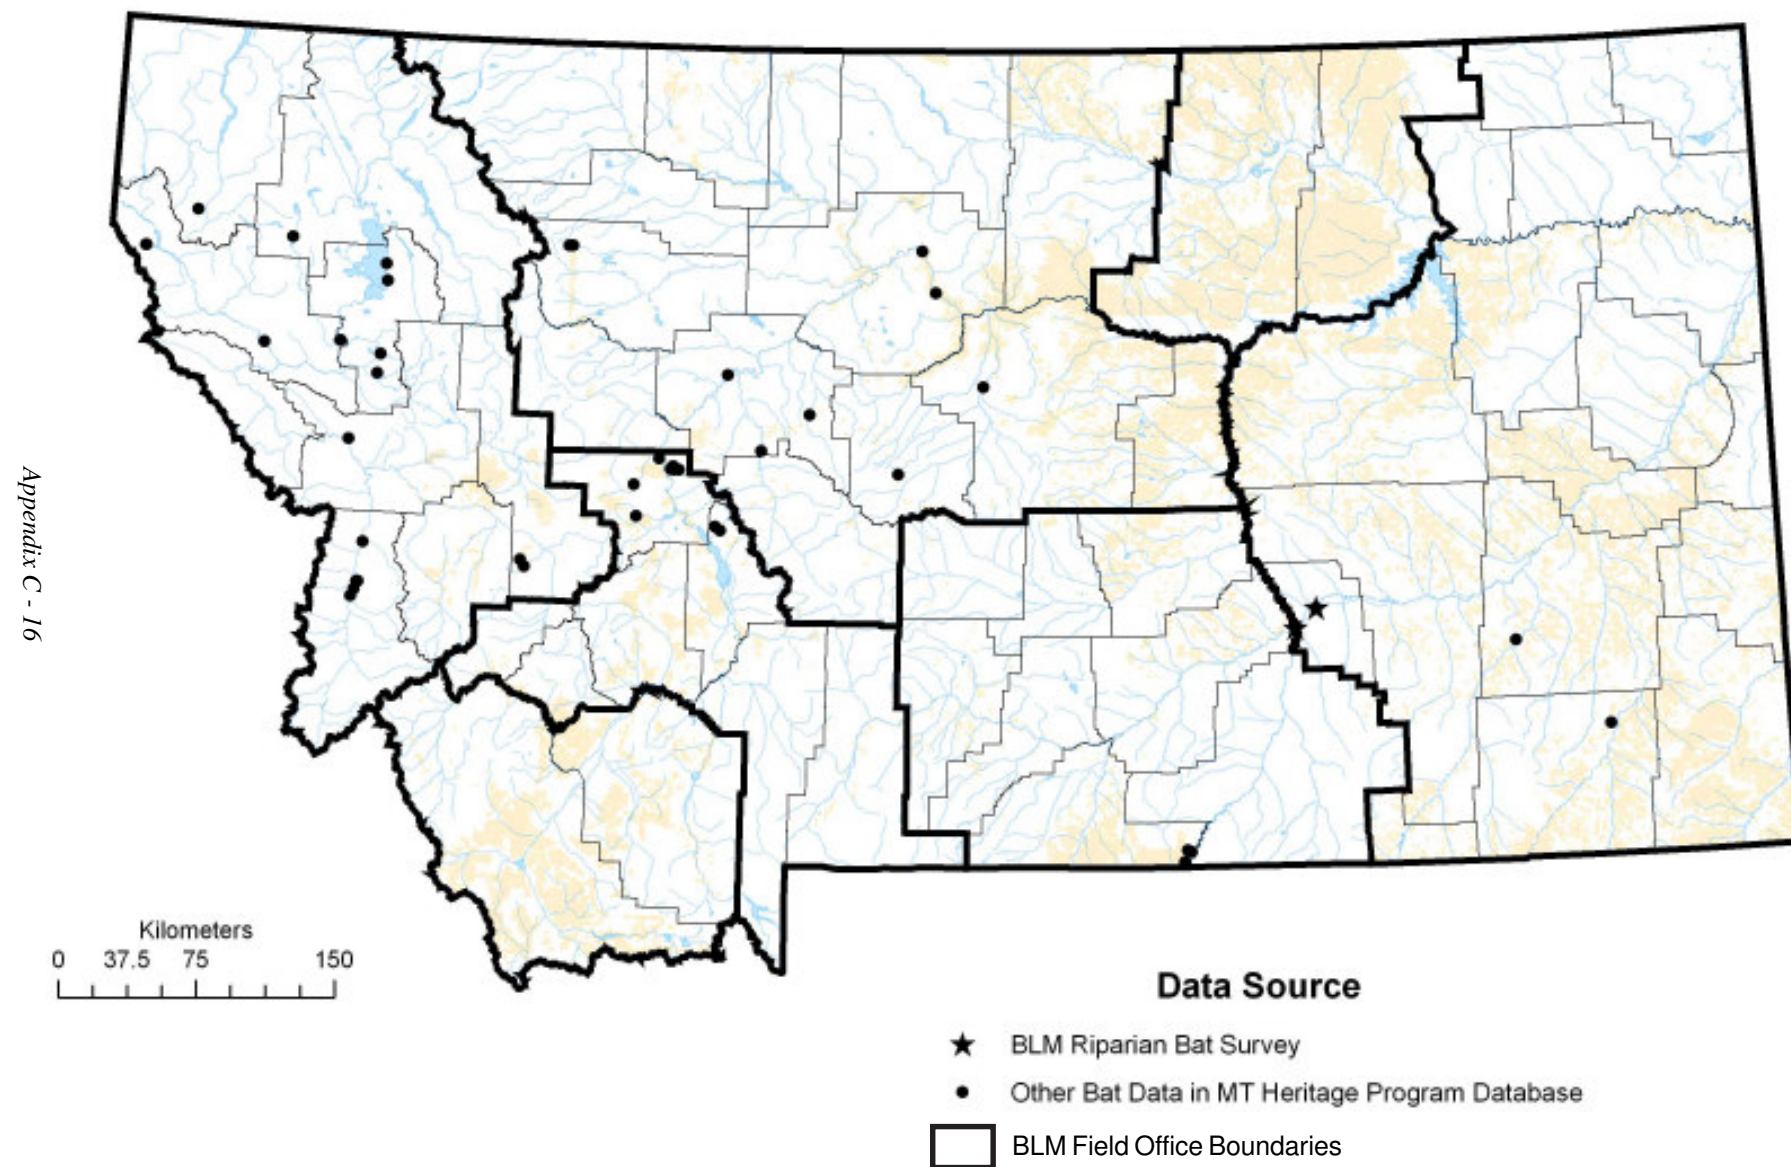 Appendix C - 16
Kilometers
0 37.5 75 150
Data Source
BLM Riparian Bat Survey
Other Bat Data in MT Heritage Program Database
BLM Field Office Boundaries